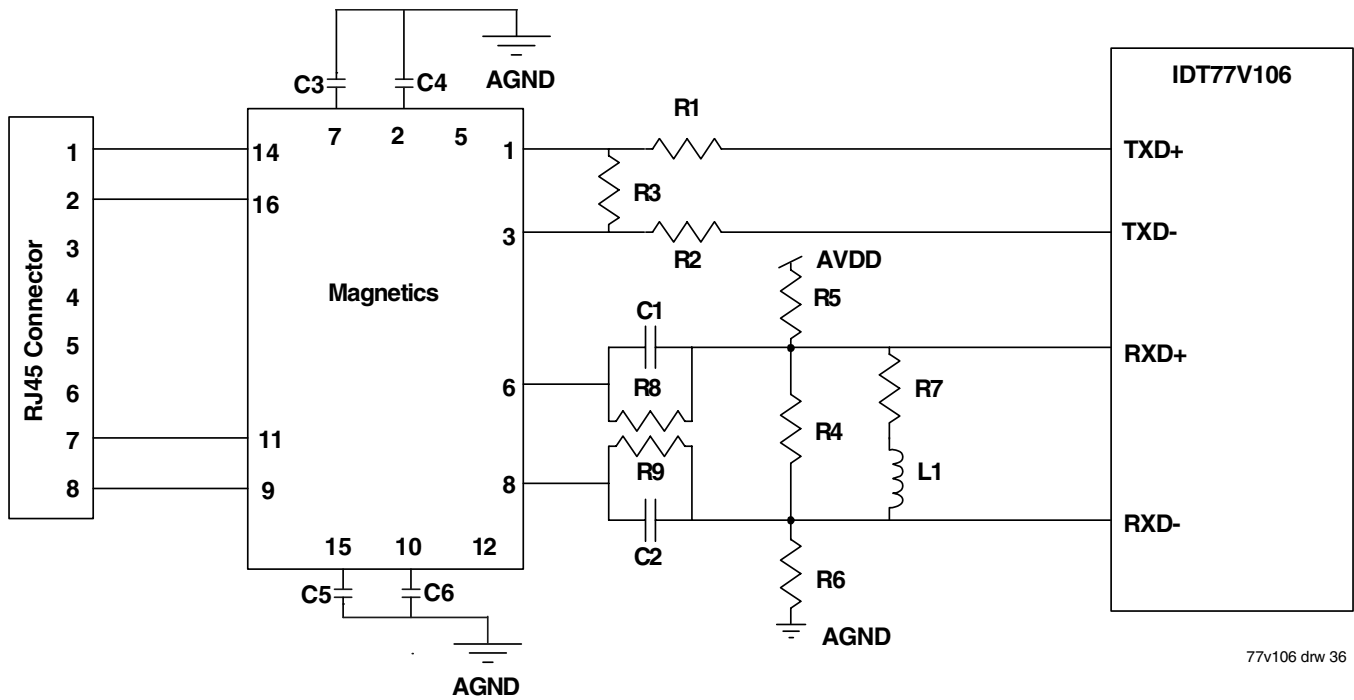 IDT77V106
C3
C4
AGND
R1
7
2
5
1
14
1
TXD+
2
16
R3
3
3
TXD-
R2
AVDD
4
Magnetics
C1
R5
5
RXD+
6
6
R8
R7
R4
7
11
R9
L1
8
9
8
RXD-
RJ45 Connector
15
10
12
C2
R6
C5
C6
AGND
AGND
77v106 drw 36